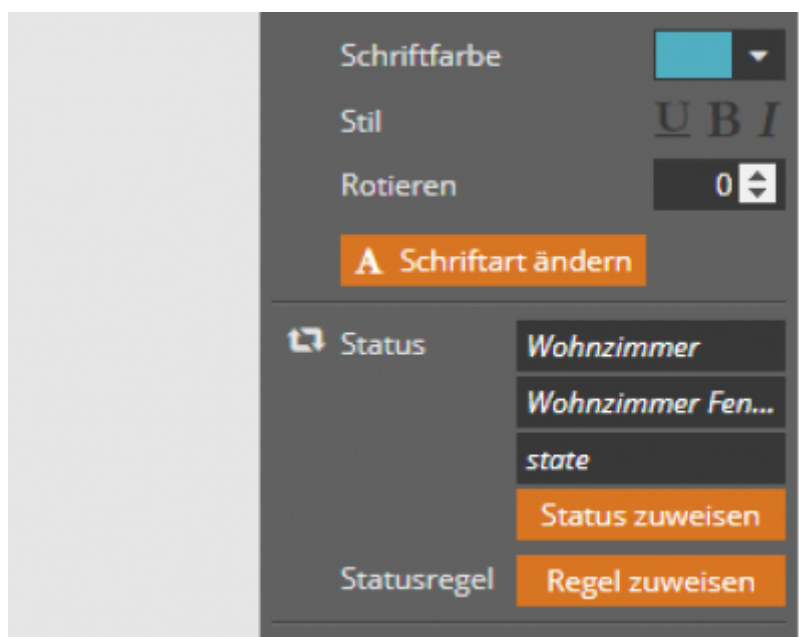 Schriftfarbe
Stil U B I
Rotieren 0
A Schriftart ändern
Status Wohnzimmer
Wohnzimmer Fen...
state
Status zuweisen
Statusregel Regel zuweisen